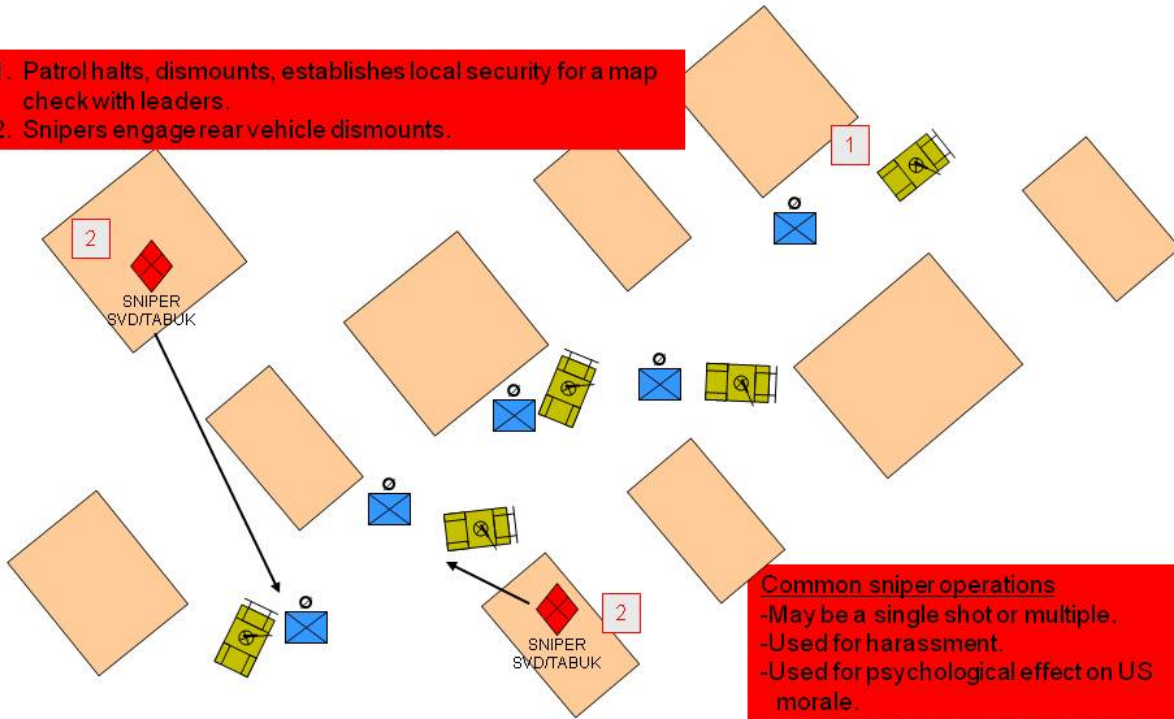 1. Patrol halts, dismounts, establishes local security for a map
check with leaders.
2. Snipers engage rear vehicle dismounts.
1
2
SNIPER
SVD/TABUK
2
SNIPER
SVD/TABUK
Common sniper operations
-May be a single shot or multiple.
-Used for harassment.
-Used for psychological effect on US
morale.